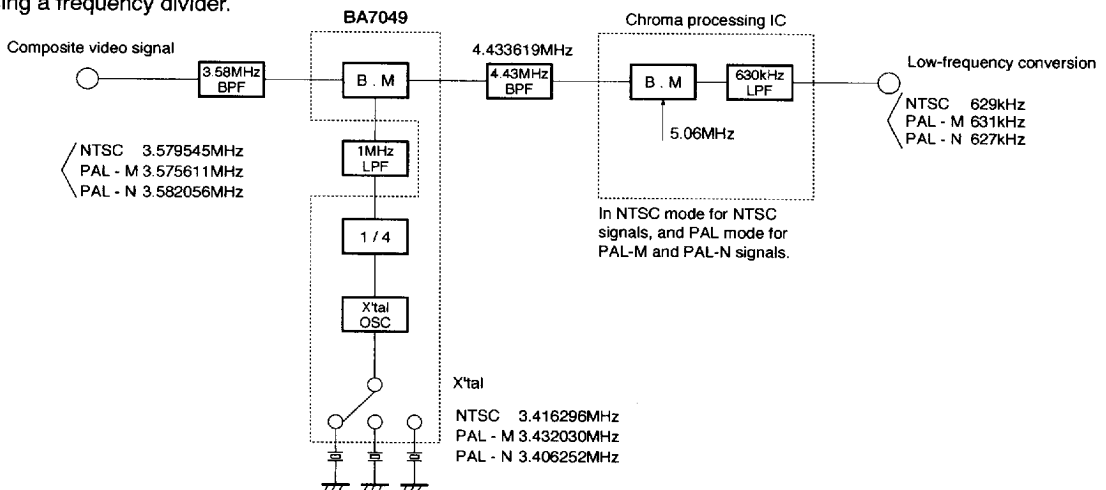 ing a frequency divider.
BA7049
Chroma processing IC
Composite video signal
4.433619MHz
Low-frequency conversion
3.58MHz
BPF
B . M
4.43MHz
BPF
B . M
630kHz
LPF
5.06MHz
NTSC 629kHz
PAL - M 631kHz
PAL - N 627kHz
NTSC 3.579545MHz
PAL - M 3.575611MHz
PAL - N 3.582056MHz
1MHz
LPF
In NTSC mode for NTSC
signals, and PAL mode for
PAL-M and PAL-N signals.
1 / 4
X'tal
OSC
X'tal
NTSC 3.416296MHz
PAL - M 3.432030MHz
PAL - N 3.406252MHz